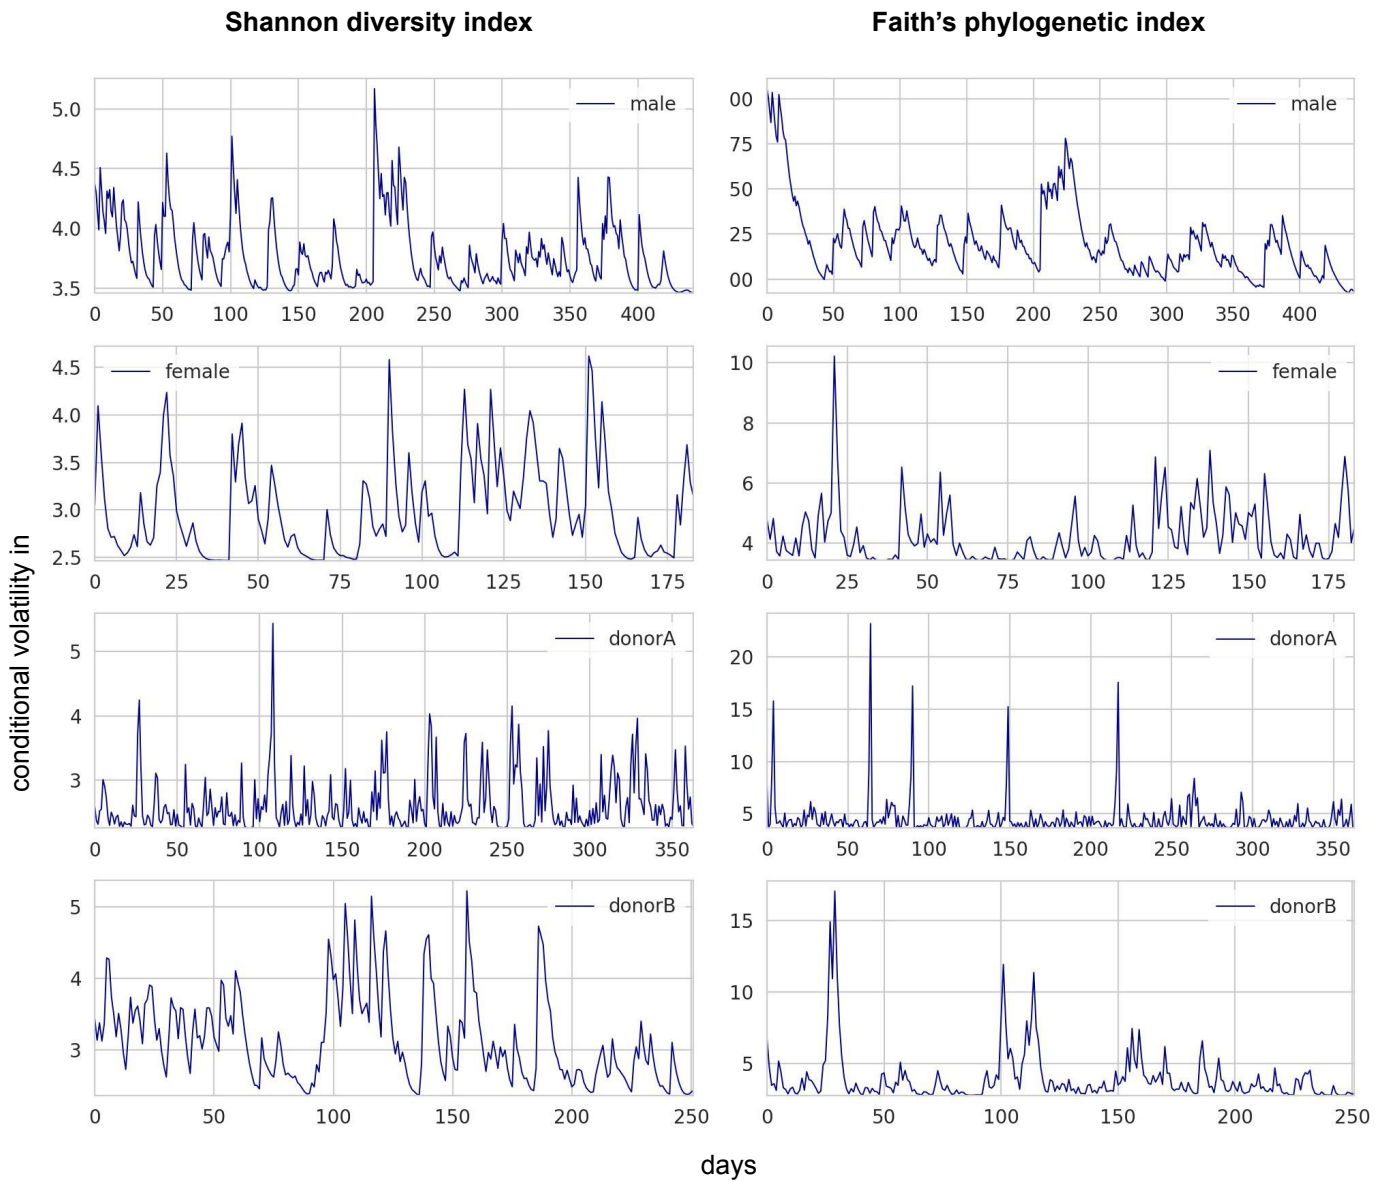 Shannon diversity index
Faith's phylogenetic index
male
5.0
4.5
4.0
3.5
0 50 100 150 200 250 300 350 400
male
00
75
50
25
00
0 50 100 150 200 250 300 350 400
female
4.5
4.0
3.5
3.0
2.5
0 25 50 75 100 125 150 175
female
10
8
6
4
0 25 50 75 100 125 150 175
donorA
5
4
3
0 50 100 150 200 250 300 350
donorA
20
15
10
5
0 50 100 150 200 250 300 350
donorB
5
4
3
0 50 100 150 200 250
donorB
15
10
5
0 50 100 150 200 250
conditional volatility in
days